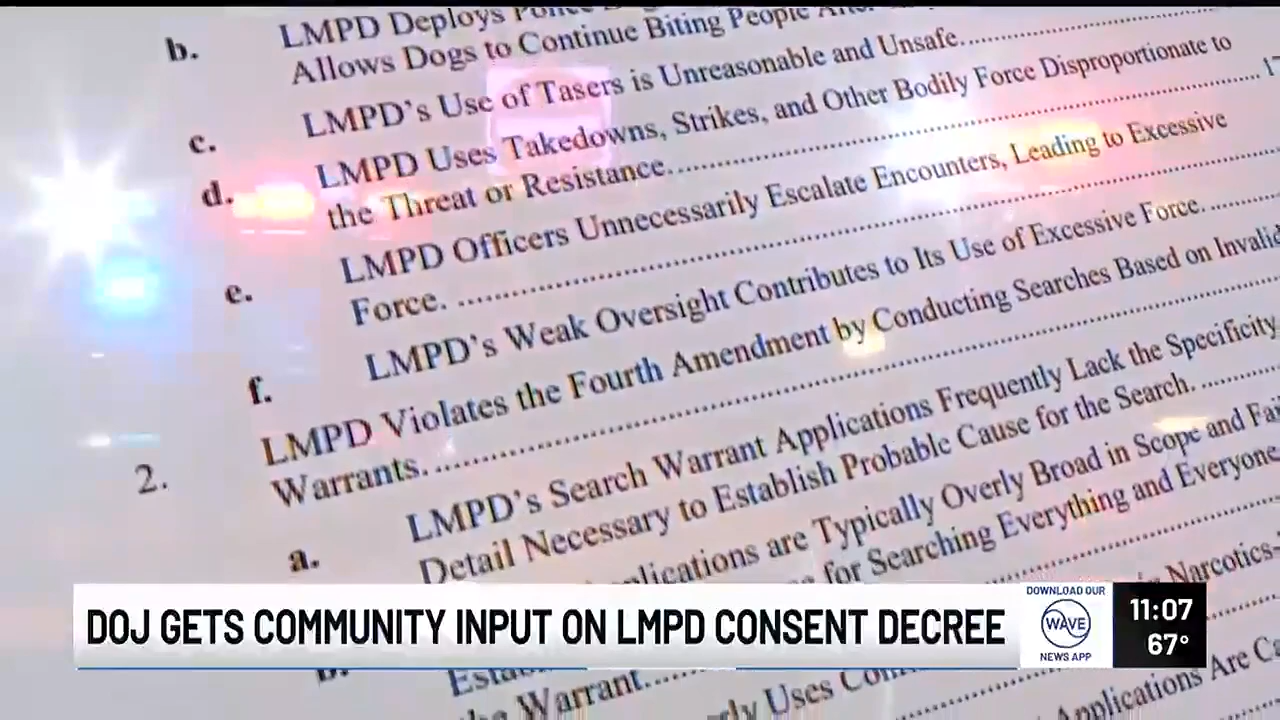 b.
LMPD Deploys Police
Allows Dogs to Continue Biting People After
c.
LMPD's Use of Tasers is Unreasonable and Unsafe
d.
LMPD Uses Takedowns, Strikes, and Other Bodily Force Disproportionate to
the Threat or Resistance
e.
LMPD Officers Unnecessarily Escalate Encounters, Leading to Excessive
Force.
f.
LMPD's Weak Oversight Contributes to Its Use of Excessive Force.
2.
LMPD Violates the Fourth Amendment by Conducting Searches Based on Invalid
Warrants.
a.
LMPD's Search Warrant Applications Frequently Lack the Specificity
Detail Necessary to Establish Probable Cause for the Search.
are Typically Overly Broad in Scope and
for Searching Everything and Everyone
Narcotics-
DOJ GETS COMMUNITY INPUT ON LMPD CONSENT DECREE
DOWNLOAD OUR
WAVE
NEWS APP
11:07
67°
Warrant
Uses
Applications Are